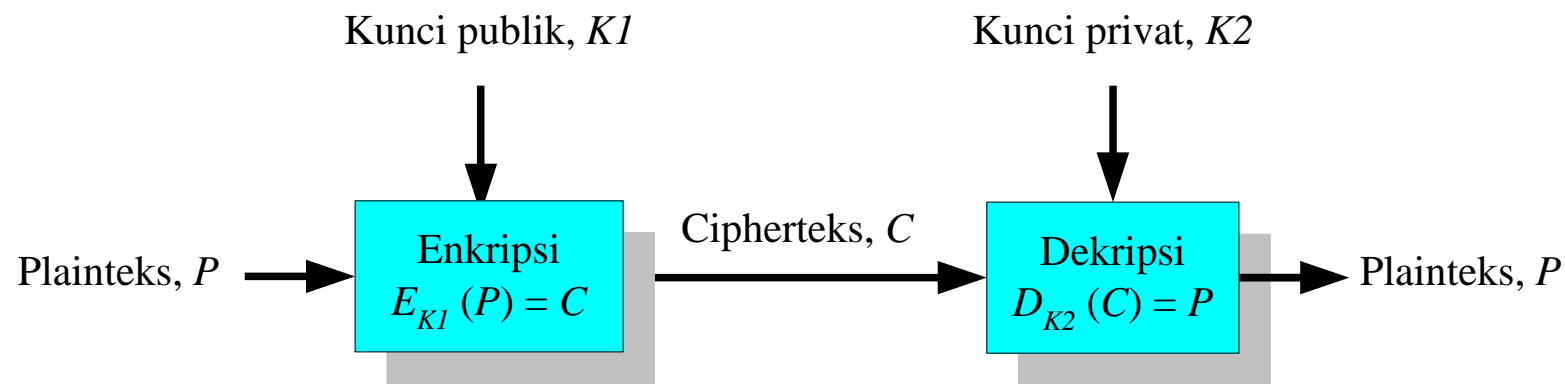 Kunci publik, K1
Kunci privat, K2
Plainteks, P
Enkripsi
E_K1 (P) = C
Cipherteks, C
Dekripsi
D_K2 (C) = P
Plainteks, P